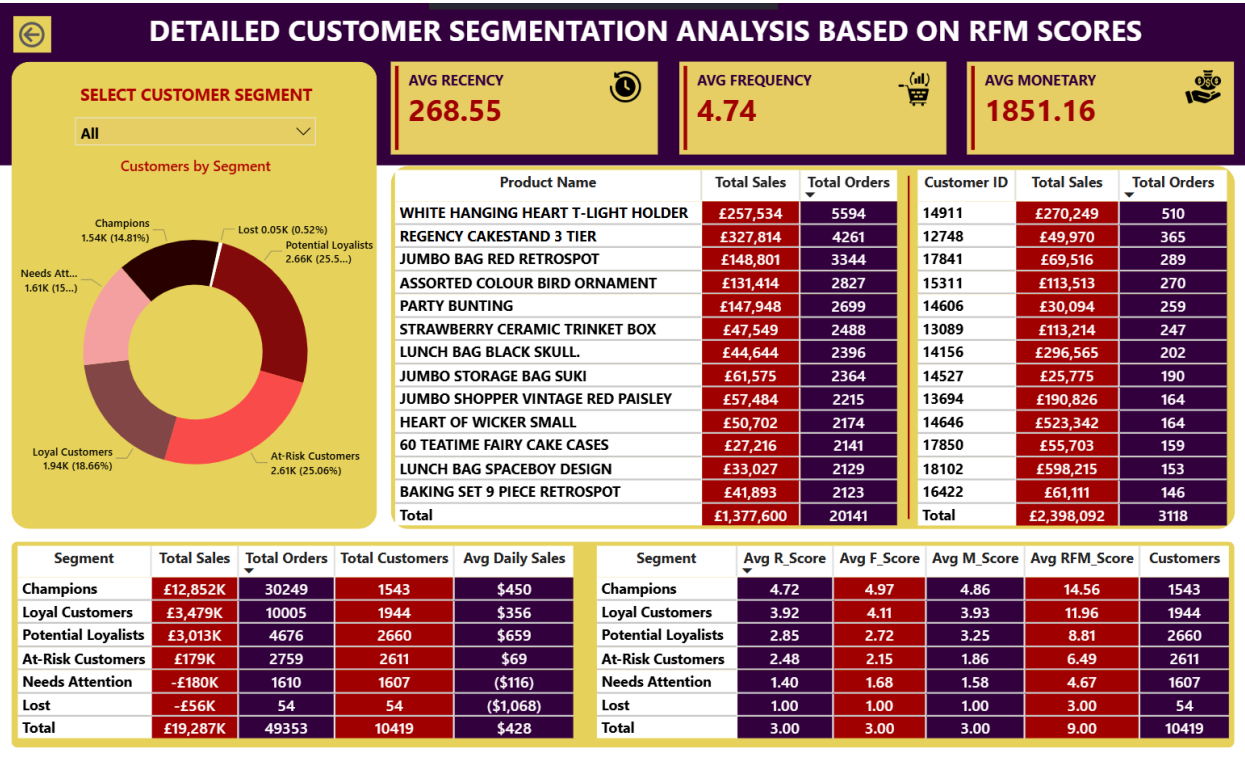 DETAILED CUSTOMER SEGMENTATION ANALYSIS BASED ON RFM SCORES
SELECT CUSTOMER SEGMENT
All
Customers by Segment
Champions
1.54K (14.81%)
Lost 0.05K (0.52%)
Potential Loyalists
2.66K (25.5...)
Needs Att...
1.61K (15...)
Loyal Customers
1.94K (18.66%)
At-Risk Customers
2.61K (25.06%)
AVG RECENCY
268.55
AVG FREQUENCY
4.74
AVG MONETARY
1851.16
Product Name Total Sales Total Orders
WHITE HANGING HEART T-LIGHT HOLDER £257,534 5594
REGENCY CAKESTAND 3 TIER £327,814 4261
JUMBO BAG RED RETROSPOT £148,801 3344
ASSORTED COLOUR BIRD ORNAMENT £131,414 2827
PARTY BUNTING £147,948 2699
STRAWBERRY CERAMIC TRINKET BOX £47,549 2488
LUNCH BAG BLACK SKULL. £44,644 2396
JUMBO STORAGE BAG SUKI £61,575 2364
JUMBO SHOPPER VINTAGE RED PAISLEY £57,484 2215
HEART OF WICKER SMALL £50,702 2174
60 TEATIME FAIRY CAKE CASES £27,216 2141
LUNCH BAG SPACEBOY DESIGN £33,027 2129
BAKING SET 9 PIECE RETROSPOT £41,893 2123
Total £1,377,600 20141
Customer ID Total Sales Total Orders
14911 £270,249 510
12748 £49,970 365
17841 £69,516 289
15311 £113,513 270
14606 £30,094 259
13089 £113,214 247
14156 £296,565 202
14527 £25,775 190
13694 £190,826 164
14646 £523,342 164
17850 £55,703 159
18102 £598,215 153
16422 £61,111 146
Total £2,398,092 3118
Segment Total Sales Total Orders Total Customers Avg Daily Sales
Champions £12,852K 30249 1543 $450
Loyal Customers £3,479K 10005 1944 $356
Potential Loyalists £3,013K 4676 2660 $659
At-Risk Customers £179K 2759 2611 $69
Needs Attention -£180K 1610 1607 ($116)
Lost -£56K 54 54 ($1,068)
Total £19,287K 49353 10419 $428
Segment Avg R_Score Avg F_Score Avg M_Score Avg RFM_Score Customers
Champions 4.72 4.97 4.86 14.56 1543
Loyal Customers 3.92 4.11 3.93 11.96 1944
Potential Loyalists 2.85 2.72 3.25 8.81 2660
At-Risk Customers 2.48 2.15 1.86 6.49 2611
Needs Attention 1.40 1.68 1.58 4.67 1607
Lost 1.00 1.00 1.00 3.00 54
Total 3.00 3.00 3.00 9.00 10419